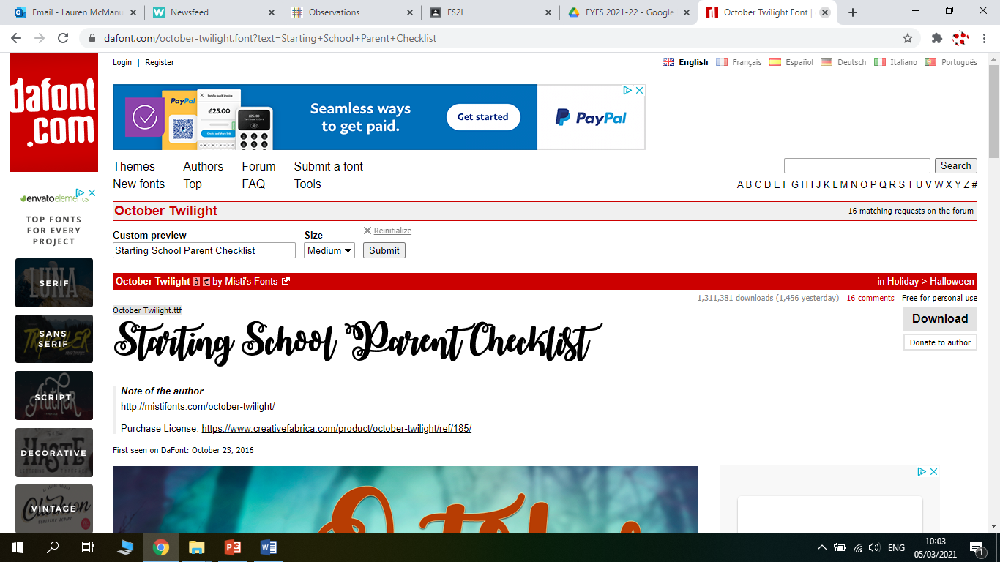 Email - Lauren McManu
Newsfeed
Observations
FS2L
EYFS 2021-22 - Google
October Twilight Font |
dafont.com/october-twilight.font?text=Starting+School+Parent+Checklist
dafont
.com
Login | Register
English Français Español Deutsch Italiano Português
PayPal
£25.00
Seamless ways
to get paid.
Get started
PayPal
Themes Authors Forum Submit a font
New fonts Top FAQ Tools
Search
A B C D E F G H I J K L M N O P Q R S T U V W X Y Z #
envatoelements
TOP FONTS
FOR EVERY
PROJECT
LUNA
SERIF
SANS
SERIF
Author
SCRIPT
HASTE
DECORATIVE
VINTAGE
October Twilight
16 matching requests on the forum
Custom preview Size Reinitialize
Starting School Parent Checklist Medium Submit
October Twilight à € by Misti's Fonts
in Holiday > Halloween
1,311,381 downloads (1,456 yesterday) 16 comments Free for personal use
October Twilight.ttf
Download
Donate to author
Starting School Parent Checklist
Note of the author
http://mistifonts.com/october-twilight/
Purchase License: https://www.creativefabrica.com/product/october-twilight/ref/185/
First seen on DaFont: October 23, 2016
ENG
10:03
05/03/2021
1